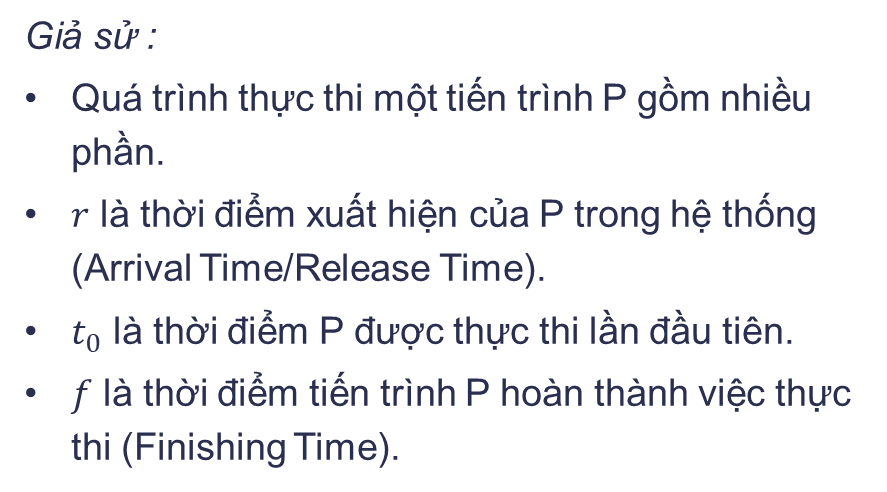 Giả sử :
• Quá trình thực thi một tiến trình P gồm nhiều
phần.
• r là thời điểm xuất hiện của P trong hệ thống
(Arrival Time/Release Time).
• t₀ là thời điểm P được thực thi lần đầu tiên.
• f là thời điểm tiến trình P hoàn thành việc thực
thi (Finishing Time).